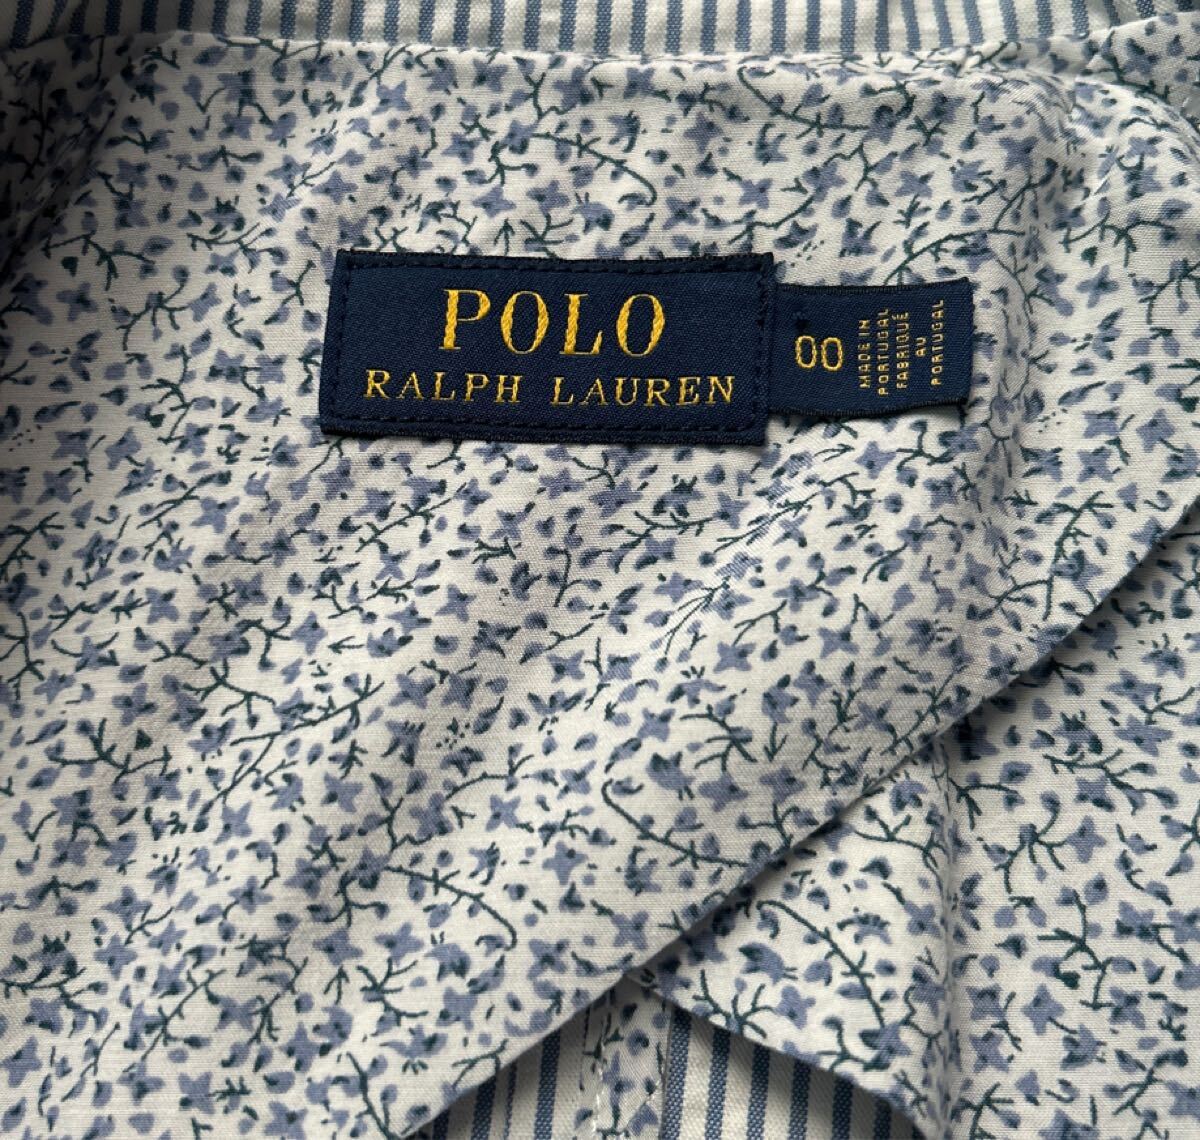 POLO
RALPH LAUREN
00
MADE IN
PORTUGAL
FABRIQUÉ
AU
PORTUGAL